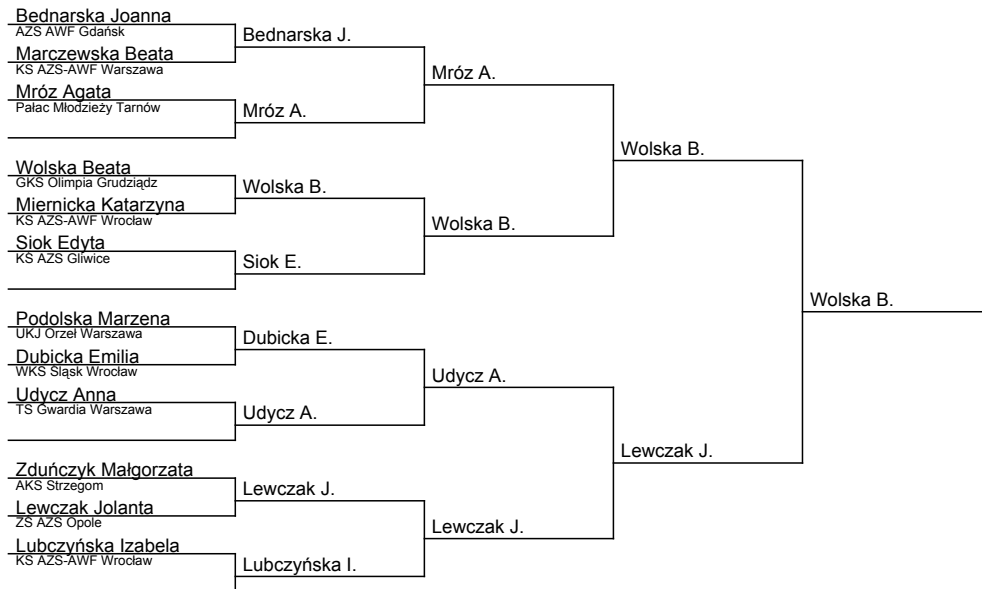 Bednarska Joanna
AZS AWF Gdańsk
Bednarska J.
Marczewska Beata
KS AZS-AWF Warszawa
Mróz A.
Mróz Agata
Pałac Młodzieży Tarnów
Mróz A.
Wolska B.
Wolska Beata
GKS Olimpia Grudziądz
Wolska B.
Miernicka Katarzyna
KS AZS-AWF Wrocław
Wolska B.
Siok Edyta
KS AZS Gliwice
Siok E.
Wolska B.
Podolska Marzena
UKJ Orzeł Warszawa
Dubicka E.
Dubicka Emilia
WKS Śląsk Wrocław
Udycz A.
Udycz Anna
TS Gwardia Warszawa
Udycz A.
Lewczak J.
Zduńczyk Małgorzata
AKS Strzegom
Lewczak J.
Lewczak Jolanta
ZS AZS Opole
Lewczak J.
Lubczyńska Izabela
KS AZS-AWF Wrocław
Lubczyńska I.